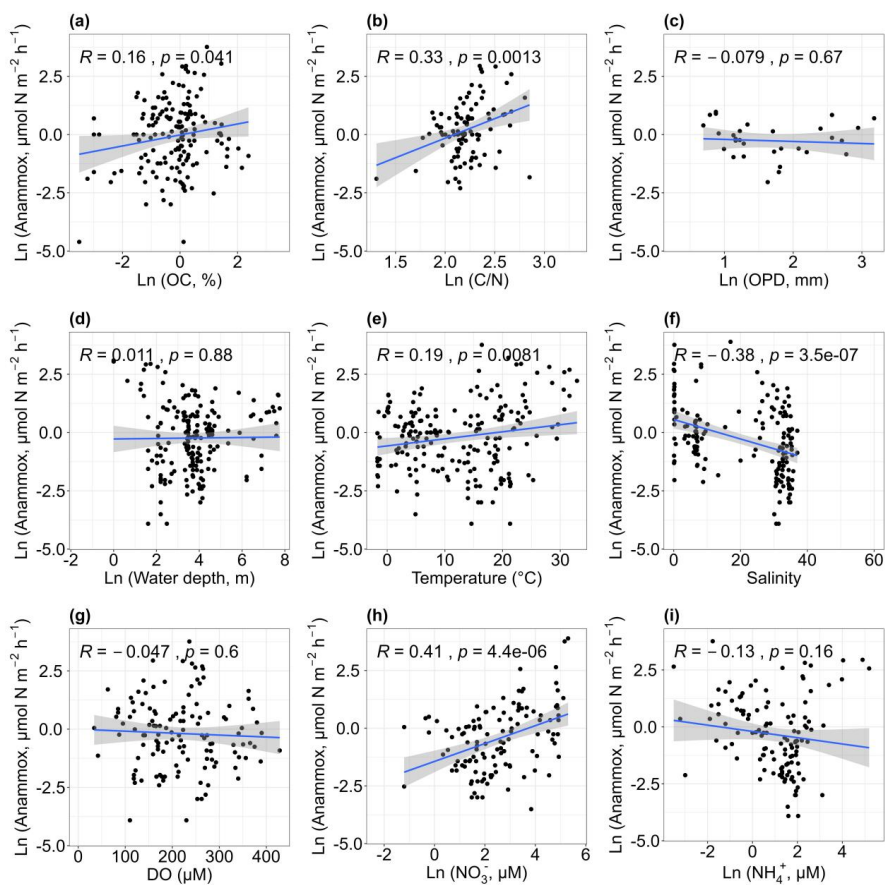 (a)
R = 0.16 , p = 0.041
Ln (Anammox, μmol N m⁻² h⁻¹)
2.5
0.0
-2.5
-5.0
-2 0 2
Ln (OC, %)
(b)
R = 0.33 , p = 0.0013
Ln (Anammox, μmol N m⁻² h⁻¹)
2.5
0.0
-2.5
-5.0
1.5 2.0 2.5 3.0
Ln (C/N)
(c)
R = −0.079 , p = 0.67
Ln (Anammox, μmol N m⁻² h⁻¹)
2.5
0.0
-2.5
-5.0
1 2 3
Ln (OPD, mm)
(d)
R = 0.011 , p = 0.88
Ln (Anammox, μmol N m⁻² h⁻¹)
2.5
0.0
-2.5
-5.0
0 2 4 6 8
Ln (Water depth, m)
(e)
R = 0.19 , p = 0.0081
Ln (Anammox, μmol N m⁻² h⁻¹)
2.5
0.0
-2.5
-5.0
0 10 20 30
Temperature (°C)
(f)
R = −0.38 , p = 3.5e-07
Ln (Anammox, μmol N m⁻² h⁻¹)
2.5
0.0
-2.5
-5.0
0 20 40 60
Salinity
(g)
R = −0.047 , p = 0.6
Ln (Anammox, μmol N m⁻² h⁻¹)
2.5
0.0
-2.5
-5.0
0 100 200 300 400
DO (μM)
(h)
R = 0.41 , p = 4.4e-06
Ln (Anammox, μmol N m⁻² h⁻¹)
2.5
0.0
-2.5
-5.0
0 2 4 6
Ln (NO₃⁻, μM)
(i)
R = −0.13 , p = 0.16
Ln (Anammox, μmol N m⁻² h⁻¹)
2.5
0.0
-2.5
-5.0
-2 0 2 4
Ln (NH₄⁺, μM)